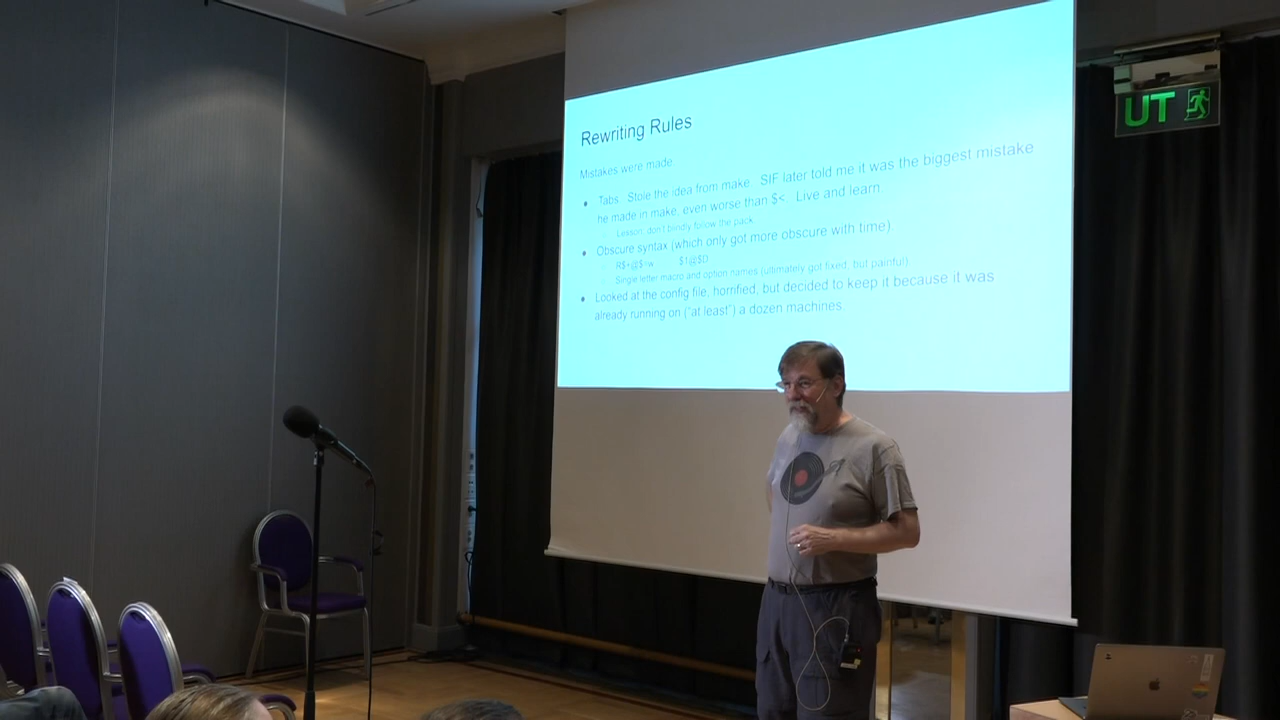 Rewriting Rules
Mistakes were made
• Tabs. Stole the idea from make. SIF later told me it was the biggest mistake
he made in make, even worse than $<. Live and learn.
○ Lesson: don't blindly follow the pack.
• Obscure syntax (which only got more obscure with time)
○ R$+@$=w $1@$D
○ Single letter macro and option names (ultimately got fixed, but painful)
• Looked at the config file, horrified, but decided to keep it because it was
already running on ("at least") a dozen machines.
UT